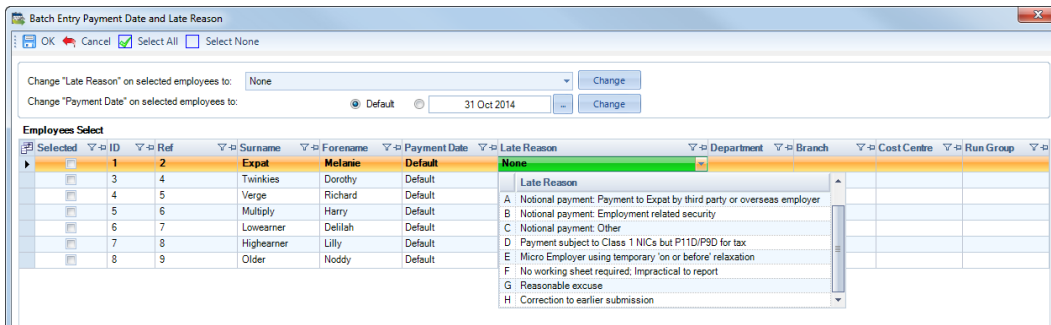 Batch Entry Payment Date and Late Reason
OK Cancel Select All Select None
Change "Late Reason" on selected employees to: None Change
Change "Payment Date" on selected employees to: Default 31 Oct 2014 ... Change
Employees Select
Selected ID Ref Surname Forename Payment Date Late Reason Department Branch Cost Centre Run Group
1 2 Expat Melanie Default None
3 4 Twinkies Dorothy Default
4 5 Verge Richard Default
5 6 Multiply Harry Default
6 7 Lowearner Delilah Default
7 8 Highearner Lilly Default
8 9 Older Noddy Default
Late Reason
A Notional payment: Payment to Expat by third party or overseas employer
B Notional payment: Employment related security
C Notional payment: Other
D Payment subject to Class 1 NICs but P11D/P9D for tax
E Micro Employer using temporary 'on or before' relaxation
F No working sheet required; Impractical to report
G Reasonable excuse
H Correction to earlier submission